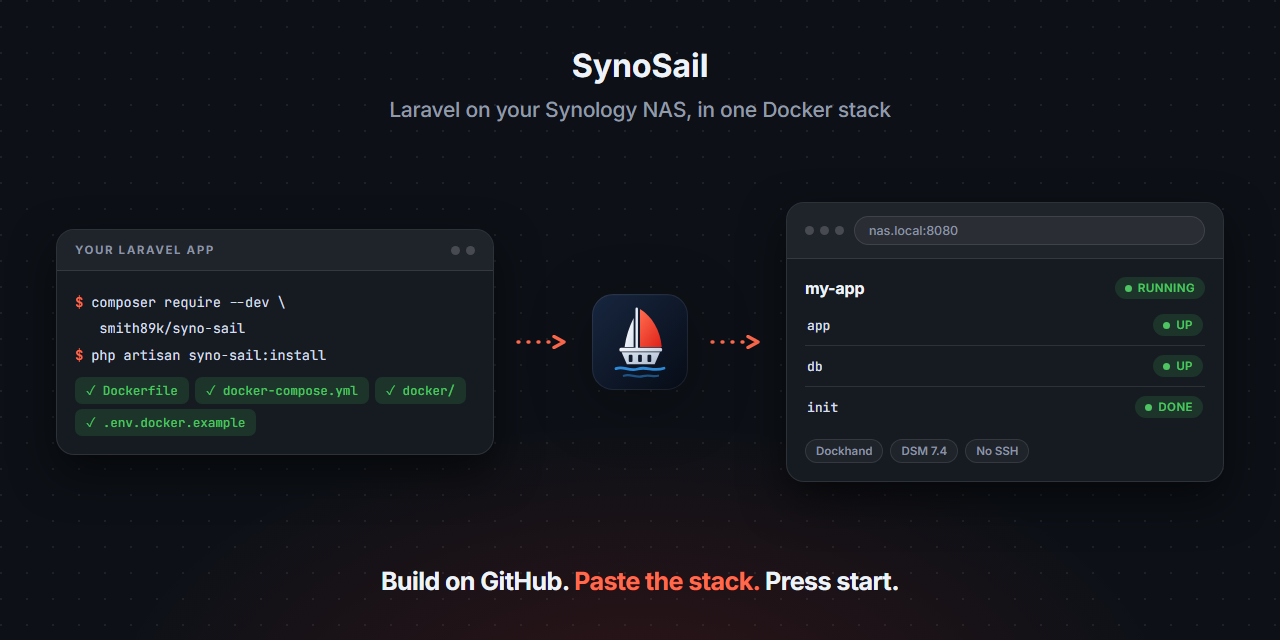 SynoSail
Laravel on your Synology NAS, in one Docker stack
YOUR LARAVEL APP
$ composer require --dev \
smith89k/syno-sail
$ php artisan syno-sail:install
✓ Dockerfile ✓ docker-compose.yml ✓ docker/
✓ .env.docker.example
nas.local:8080
my-app RUNNING
app UP
db UP
init DONE
Dockhand DSM 7.4 No SSH
Build on GitHub. Paste the stack. Press start.